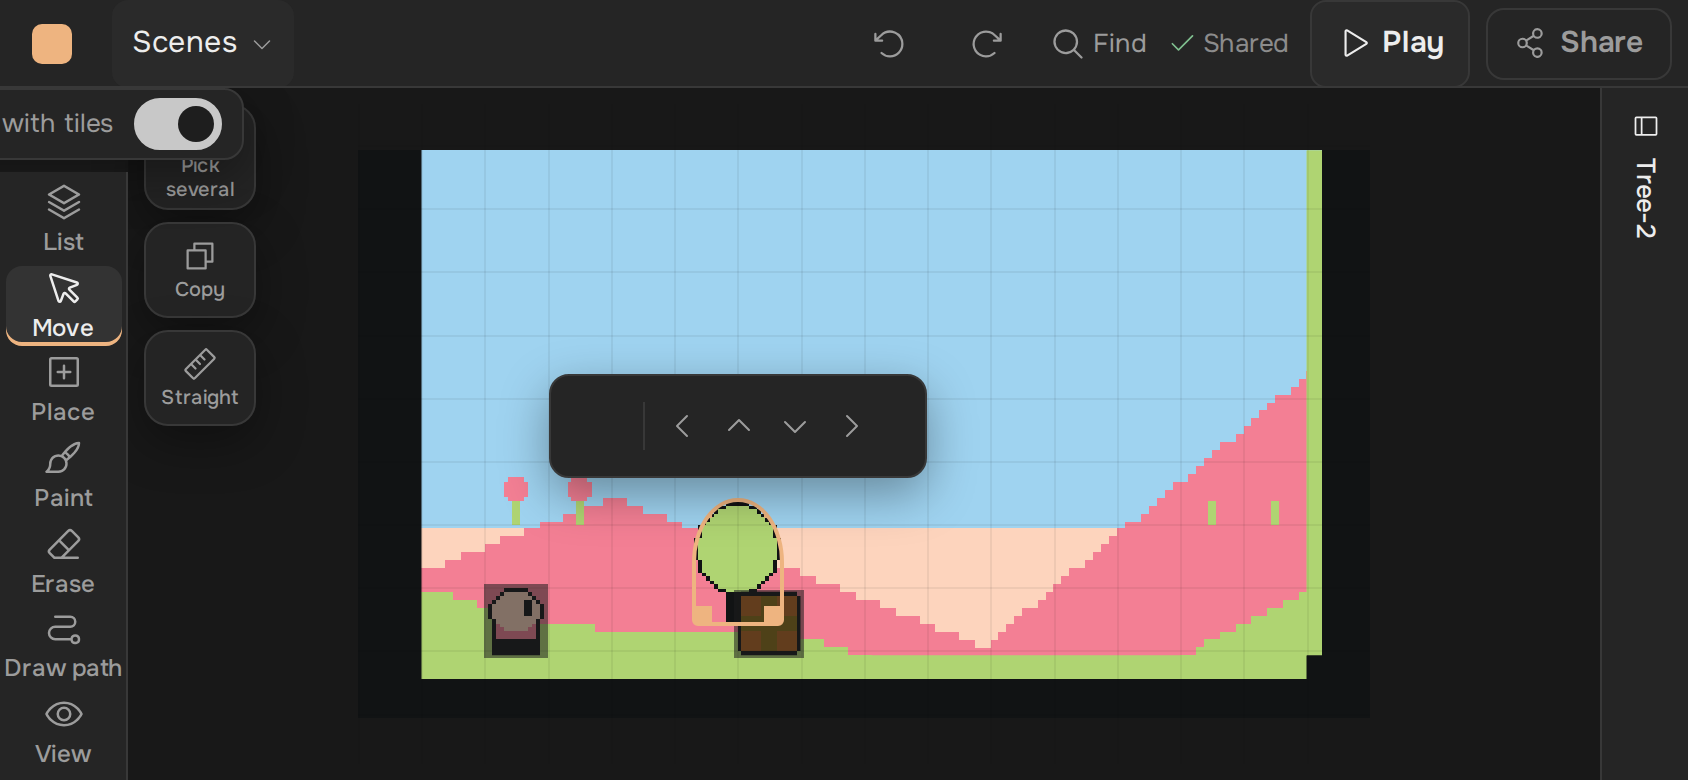 Scenes
Find
Shared
Play
Share
with tiles
Pick
several
List
Move
Copy
Straight
Place
Paint
Erase
Draw path
View
Tree-2